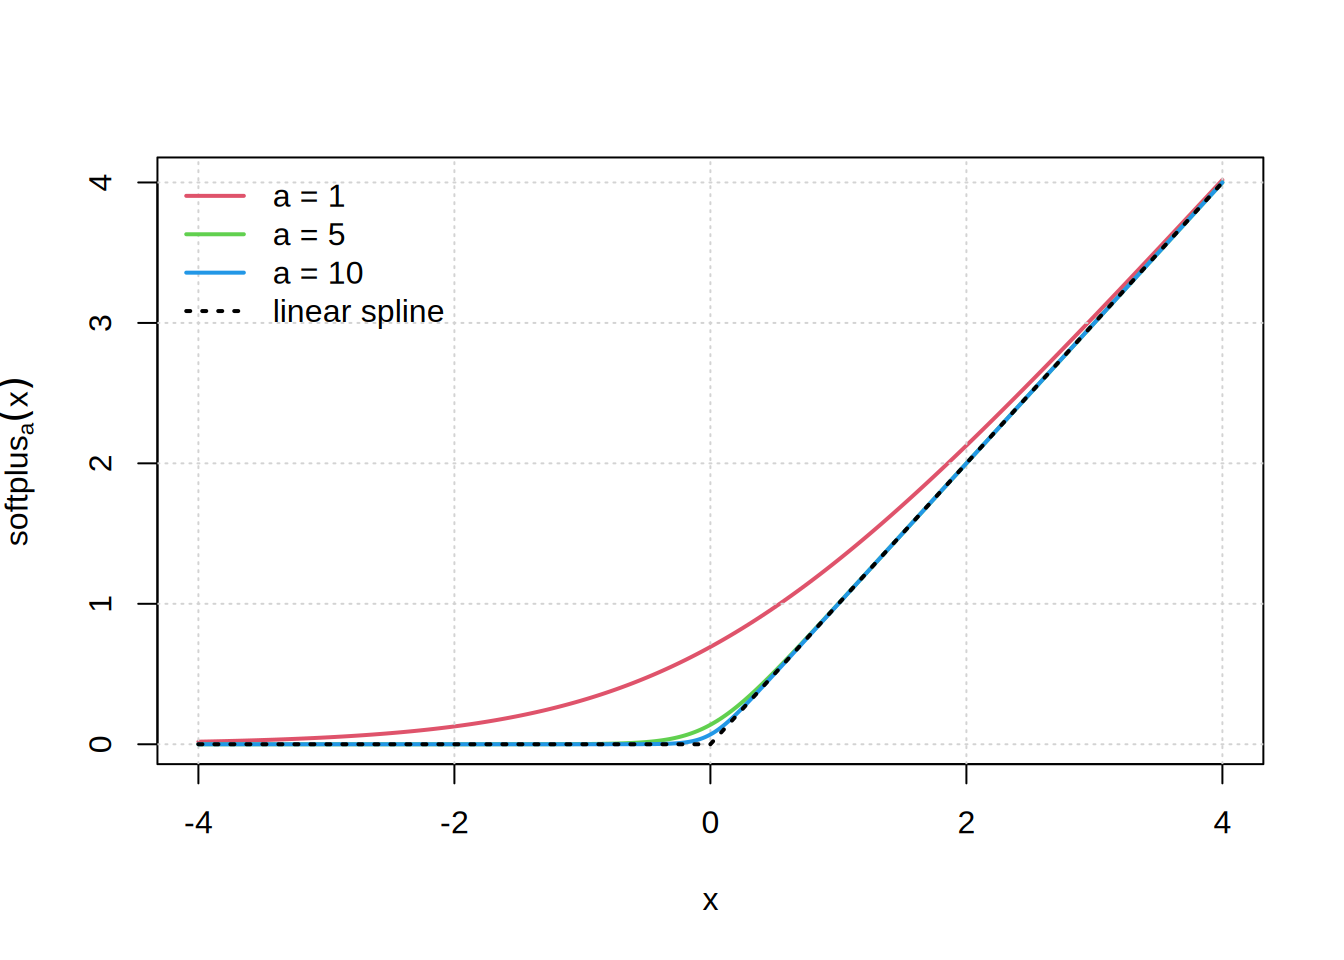 a = 1
a = 5
a = 10
linear spline
4
3
2
1
0
softplusₐ(x)
-4 -2 0 2 4
x